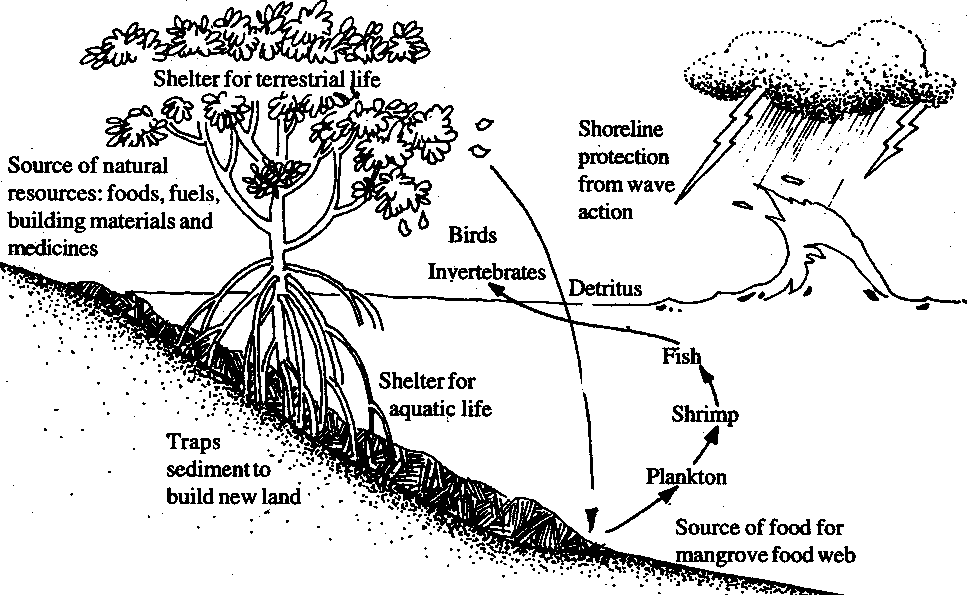 Shelter for terrestrial life
Source of natural
resources: foods, fuels,
building materials and
medicines
Shoreline
protection
from wave
action
Birds
Invertebrates
Detritus
Fish
Shrimp
Plankton
Shelter for
aquatic life
Traps
sediment to
build new land
Source of food for
mangrove food web